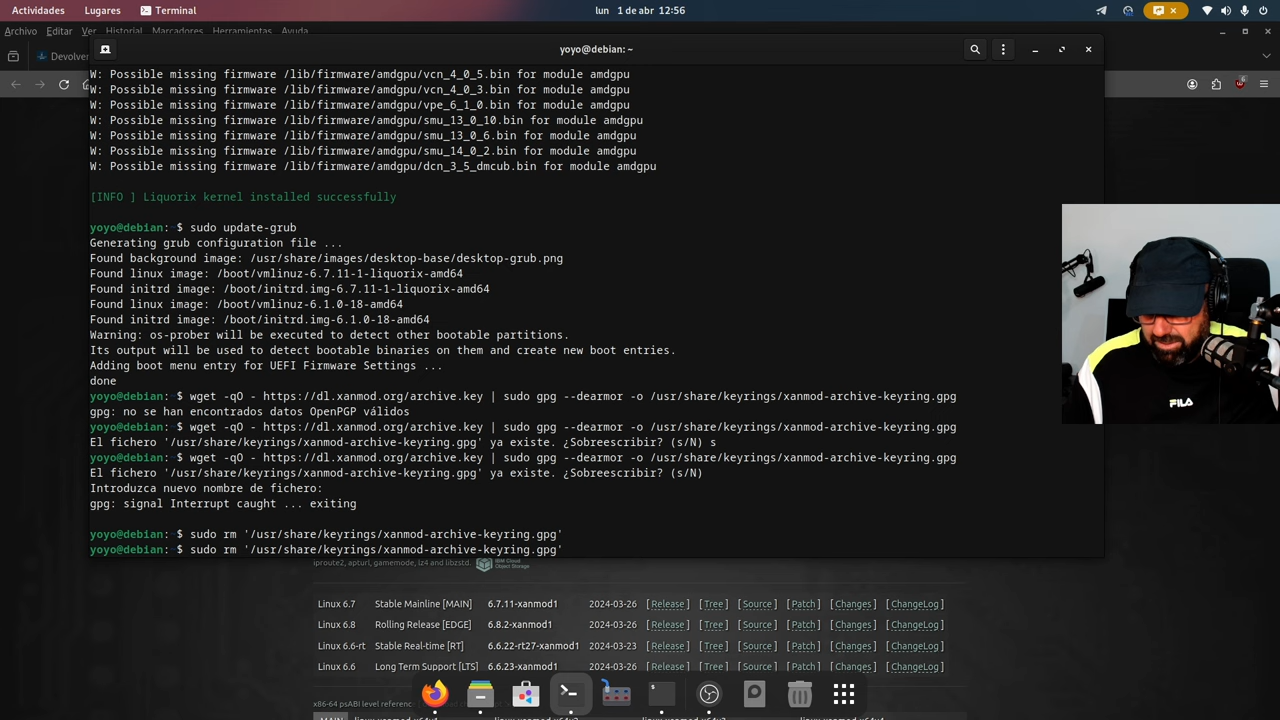 Actividades Lugares Terminal lun 1 de abr 12:56
Archivo Editar Ver Historial Marcadores Herramientas Ayuda
yoyo@debian: ~
Devolver
W: Possible missing firmware /lib/firmware/amdgpu/vcn_4_0_5.bin for module amdgpu
W: Possible missing firmware /lib/firmware/amdgpu/vcn_4_0_3.bin for module amdgpu
W: Possible missing firmware /lib/firmware/amdgpu/vpe_6_1_0.bin for module amdgpu
W: Possible missing firmware /lib/firmware/amdgpu/smu_13_0_10.bin for module amdgpu
W: Possible missing firmware /lib/firmware/amdgpu/smu_13_0_6.bin for module amdgpu
W: Possible missing firmware /lib/firmware/amdgpu/smu_14_0_2.bin for module amdgpu
W: Possible missing firmware /lib/firmware/amdgpu/dcn_3_5_dmcub.bin for module amdgpu
[INFO ] Liquorix kernel installed successfully
yoyo@debian:~$ sudo update-grub
Generating grub configuration file ...
Found background image: /usr/share/images/desktop-base/desktop-grub.png
Found linux image: /boot/vmlinuz-6.7.11-1-liquorix-amd64
Found initrd image: /boot/initrd.img-6.7.11-1-liquorix-amd64
Found linux image: /boot/vmlinuz-6.1.0-18-amd64
Found initrd image: /boot/initrd.img-6.1.0-18-amd64
Warning: os-prober will be executed to detect other bootable partitions.
Its output will be used to detect bootable binaries on them and create new boot entries.
Adding boot menu entry for UEFI Firmware Settings ...
done
yoyo@debian:~$ wget -qO - https://dl.xanmod.org/archive.key | sudo gpg --dearmor -o /usr/share/keyrings/xanmod-archive-keyring.gpg
gpg: no se han encontrados datos OpenPGP válidos
yoyo@debian:~$ wget -qO - https://dl.xanmod.org/archive.key | sudo gpg --dearmor -o /usr/share/keyrings/xanmod-archive-keyring.gpg
El fichero '/usr/share/keyrings/xanmod-archive-keyring.gpg' ya existe. ¿Sobreescribir? (s/N) s
yoyo@debian:~$ wget -qO - https://dl.xanmod.org/archive.key | sudo gpg --dearmor -o /usr/share/keyrings/xanmod-archive-keyring.gpg
El fichero '/usr/share/keyrings/xanmod-archive-keyring.gpg' ya existe. ¿Sobreescribir? (s/N)
Introduzca nuevo nombre de fichero:
gpg: signal Interrupt caught ... exiting
yoyo@debian:~$ sudo rm '/usr/share/keyrings/xanmod-archive-keyring.gpg'
yoyo@debian:~$ sudo rm '/usr/share/keyrings/xanmod-archive-keyring.gpg'
FILA
iproute2, apturl, gamemode, lz4 and libzstd. IBM Cloud Object Storage
Linux 6.7 Stable Mainline [MAIN] 6.7.11-xanmod1 2024-03-26 [Release] [Tree] [Source] [Patch] [Changes] [ChangeLog]
Linux 6.8 Rolling Release [EDGE] 6.8.2-xanmod1 2024-03-26 [Release] [Tree] [Source] [Patch] [Changes] [ChangeLog]
Linux 6.6-rt Stable Real-time [RT] 6.6.22-rt27-xanmod1 2024-03-23 [Release] [Tree] [Source] [Patch] [Changes] [ChangeLog]
Linux 6.6 Long Term Support [LTS] 6.6.23-xanmod1 2024-03-26 [Release] [Tree] [Source] [Patch] [Changes] [ChangeLog]
x86-64 psABI level